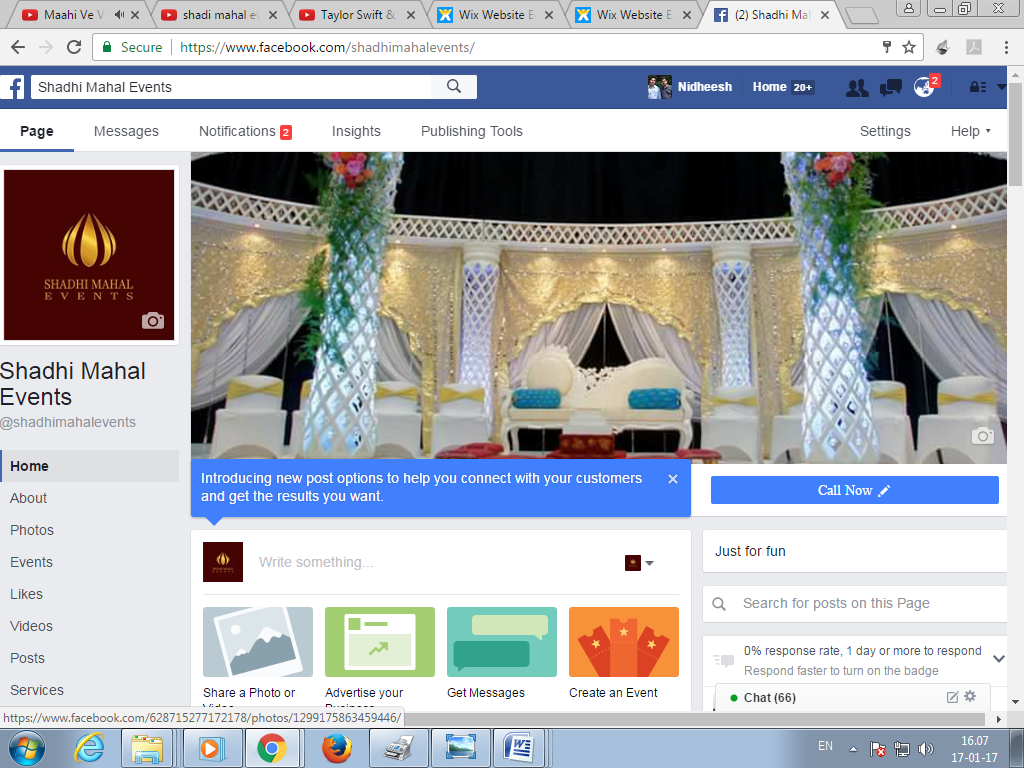 Maahi Ve V
shadi mahal ev
Taylor Swift &
Wix Website E
Wix Website E
(2) Shadhi Mah
Secure
https://www.facebook.com/shadhimahalevents/
Shadhi Mahal Events
Nidheesh
Home 20+
2
Page
Messages
Notifications 2
Insights
Publishing Tools
Settings
Help
SHADHI MAHAL
EVENTS
Shadhi Mahal
Events
@shadhimahalevents
Home
About
Photos
Events
Likes
Videos
Posts
Services
Introducing new post options to help you connect with your customers
and get the results you want.
Call Now
Write something...
Share a Photo or
Video
Advertise your
Business
Get Messages
Create an Event
Just for fun
Search for posts on this Page
0% response rate, 1 day or more to respond
Respond faster to turn on the badge
Chat (66)
https://www.facebook.com/628715277172178/photos/1299175863459446/
EN
16.07
17-01-17